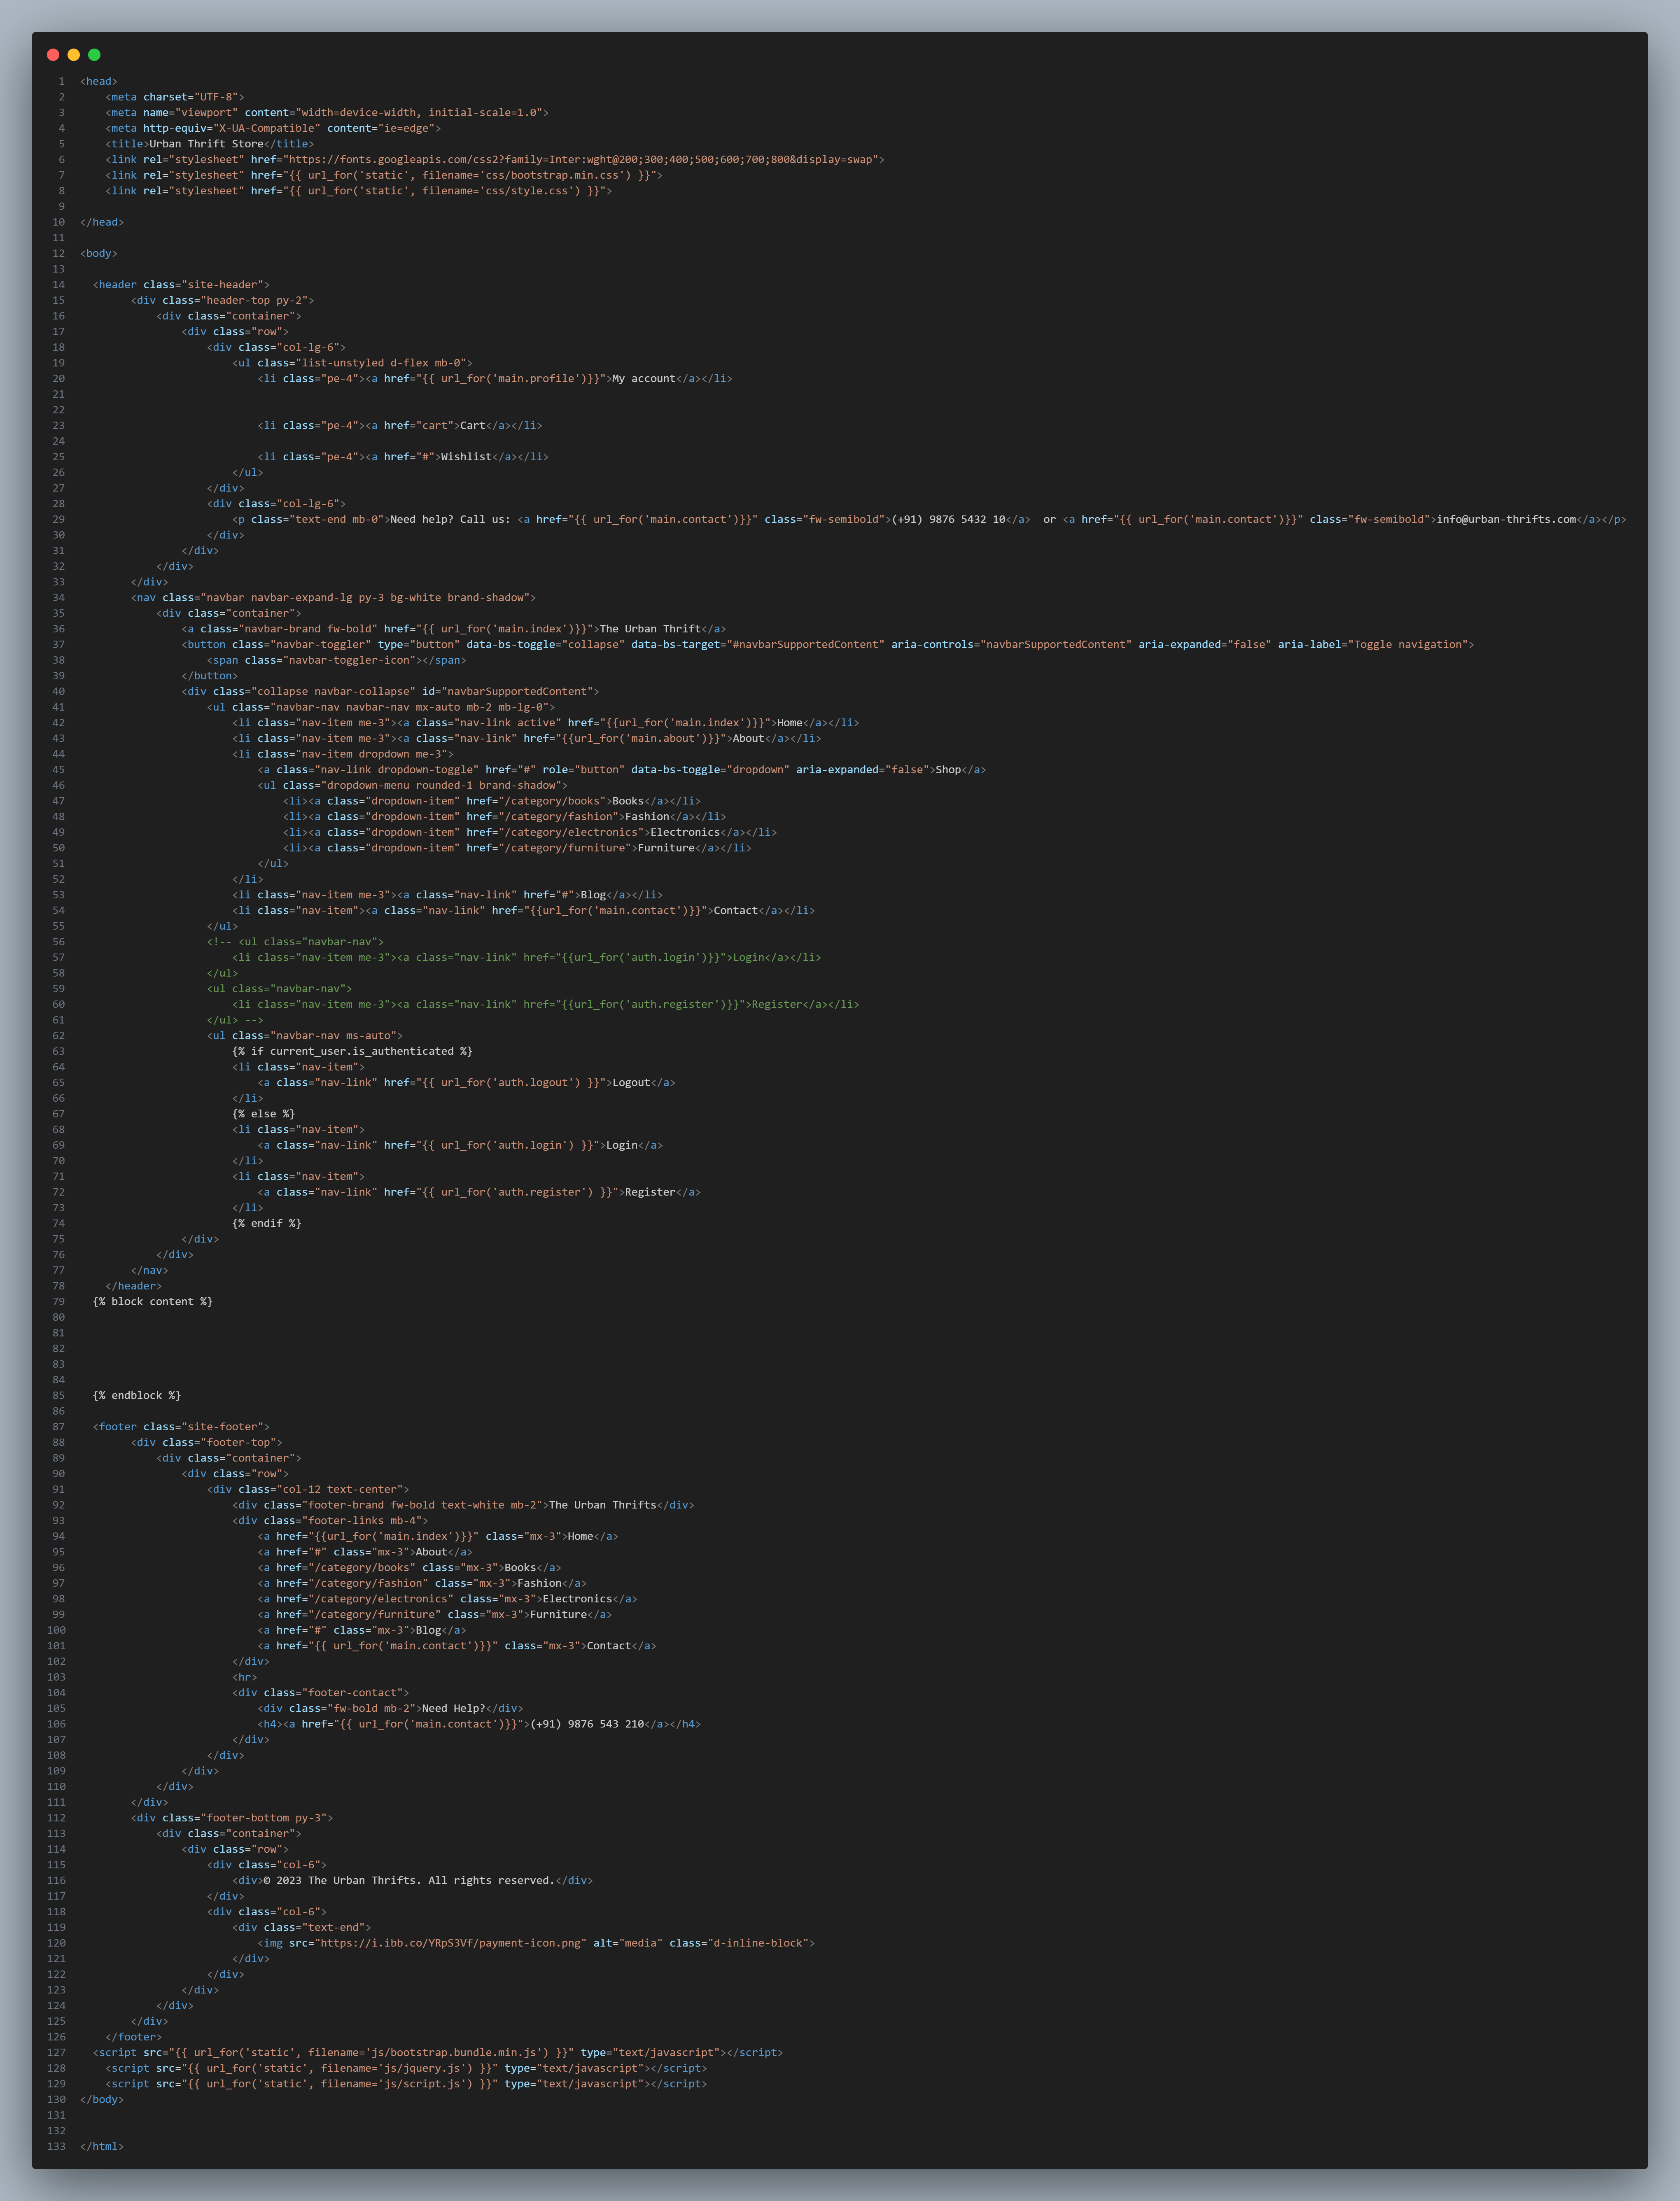 1 <head>
2     <meta charset="UTF-8">
3     <meta name="viewport" content="width=device-width, initial-scale=1.0">
4     <meta http-equiv="X-UA-Compatible" content="ie=edge">
5     <title>Urban Thrift Store</title>
6     <link rel="stylesheet" href="https://fonts.googleapis.com/css2?family=Inter:wght@200;300;400;500;600;700;800&display=swap">
7     <link rel="stylesheet" href="{{ url_for('static', filename='css/bootstrap.min.css') }}">
8     <link rel="stylesheet" href="{{ url_for('static', filename='css/style.css') }}">
9
10 </head>
11
12 <body>
13
14   <header class="site-header">
15         <div class="header-top py-2">
16             <div class="container">
17                 <div class="row">
18                     <div class="col-lg-6">
19                         <ul class="list-unstyled d-flex mb-0">
20                             <li class="pe-4"><a href="{{ url_for('main.profile')}}">My account</a></li>
21
22
23                             <li class="pe-4"><a href="cart">Cart</a></li>
24
25                             <li class="pe-4"><a href="#">Wishlist</a></li>
26                         </ul>
27                     </div>
28                     <div class="col-lg-6">
29                         <p class="text-end mb-0">Need help? Call us: <a href="{{ url_for('main.contact')}}" class="fw-semibold">(+91) 9876 5432 10</a>  or <a href="{{ url_for('main.contact')}}" class="fw-semibold">info@urban-thrifts.com</a></p>
30                     </div>
31                 </div>
32             </div>
33         </div>
34         <nav class="navbar navbar-expand-lg py-3 bg-white brand-shadow">
35             <div class="container">
36                 <a class="navbar-brand fw-bold" href="{{ url_for('main.index')}}">The Urban Thrift</a>
37                 <button class="navbar-toggler" type="button" data-bs-toggle="collapse" data-bs-target="#navbarSupportedContent" aria-controls="navbarSupportedContent" aria-expanded="false" aria-label="Toggle navigation">
38                     <span class="navbar-toggler-icon"></span>
39                 </button>
40                 <div class="collapse navbar-collapse" id="navbarSupportedContent">
41                     <ul class="navbar-nav navbar-nav mx-auto mb-2 mb-lg-0">
42                         <li class="nav-item me-3"><a class="nav-link active" href="{{url_for('main.index')}}">Home</a></li>
43                         <li class="nav-item me-3"><a class="nav-link" href="{{url_for('main.about')}}">About</a></li>
44                         <li class="nav-item dropdown me-3">
45                             <a class="nav-link dropdown-toggle" href="#" role="button" data-bs-toggle="dropdown" aria-expanded="false">Shop</a>
46                             <ul class="dropdown-menu rounded-1 brand-shadow">
47                                 <li><a class="dropdown-item" href="/category/books">Books</a></li>
48                                 <li><a class="dropdown-item" href="/category/fashion">Fashion</a></li>
49                                 <li><a class="dropdown-item" href="/category/electronics">Electronics</a></li>
50                                 <li><a class="dropdown-item" href="/category/furniture">Furniture</a></li>
51                             </ul>
52                         </li>
53                         <li class="nav-item me-3"><a class="nav-link" href="#">Blog</a></li>
54                         <li class="nav-item"><a class="nav-link" href="{{url_for('main.contact')}}">Contact</a></li>
55                     </ul>
56                     <!-- <ul class="navbar-nav">
57                         <li class="nav-item me-3"><a class="nav-link" href="{{url_for('auth.login')}}">Login</a></li>
58                     </ul>
59                     <ul class="navbar-nav">
60                         <li class="nav-item me-3"><a class="nav-link" href="{{url_for('auth.register')}}">Register</a></li>
61                     </ul> -->
62                     <ul class="navbar-nav ms-auto">
63                         {% if current_user.is_authenticated %}
64                         <li class="nav-item">
65                             <a class="nav-link" href="{{ url_for('auth.logout') }}">Logout</a>
66                         </li>
67                         {% else %}
68                         <li class="nav-item">
69                             <a class="nav-link" href="{{ url_for('auth.login') }}">Login</a>
70                         </li>
71                         <li class="nav-item">
72                             <a class="nav-link" href="{{ url_for('auth.register') }}">Register</a>
73                         </li>
74                         {% endif %}
75                 </div>
76             </div>
77         </nav>
78     </header>
79   {% block content %}
80
81
82
83
84
85   {% endblock %}
86
87   <footer class="site-footer">
88         <div class="footer-top">
89             <div class="container">
90                 <div class="row">
91                     <div class="col-12 text-center">
92                         <div class="footer-brand fw-bold text-white mb-2">The Urban Thrifts</div>
93                         <div class="footer-links mb-4">
94                             <a href="{{url_for('main.index')}}" class="mx-3">Home</a>
95                             <a href="#" class="mx-3">About</a>
96                             <a href="/category/books" class="mx-3">Books</a>
97                             <a href="/category/fashion" class="mx-3">Fashion</a>
98                             <a href="/category/electronics" class="mx-3">Electronics</a>
99                             <a href="/category/furniture" class="mx-3">Furniture</a>
100                             <a href="#" class="mx-3">Blog</a>
101                             <a href="{{ url_for('main.contact')}}" class="mx-3">Contact</a>
102                         </div>
103                         <hr>
104                         <div class="footer-contact">
105                             <div class="fw-bold mb-2">Need Help?</div>
106                             <h4><a href="{{ url_for('main.contact')}}">(+91) 9876 543 210</a></h4>
107                         </div>
108                     </div>
109                 </div>
110             </div>
111         </div>
112         <div class="footer-bottom py-3">
113             <div class="container">
114                 <div class="row">
115                     <div class="col-6">
116                         <div>© 2023 The Urban Thrifts. All rights reserved.</div>
117                     </div>
118                     <div class="col-6">
119                         <div class="text-end">
120                             <img src="https://i.ibb.co/YRpS3Vf/payment-icon.png" alt="media" class="d-inline-block">
121                         </div>
122                     </div>
123                 </div>
124             </div>
125         </div>
126     </footer>
127   <script src="{{ url_for('static', filename='js/bootstrap.bundle.min.js') }}" type="text/javascript"></script>
128     <script src="{{ url_for('static', filename='js/jquery.js') }}" type="text/javascript"></script>
129     <script src="{{ url_for('static', filename='js/script.js') }}" type="text/javascript"></script>
130 </body>
131
132
133 </html>